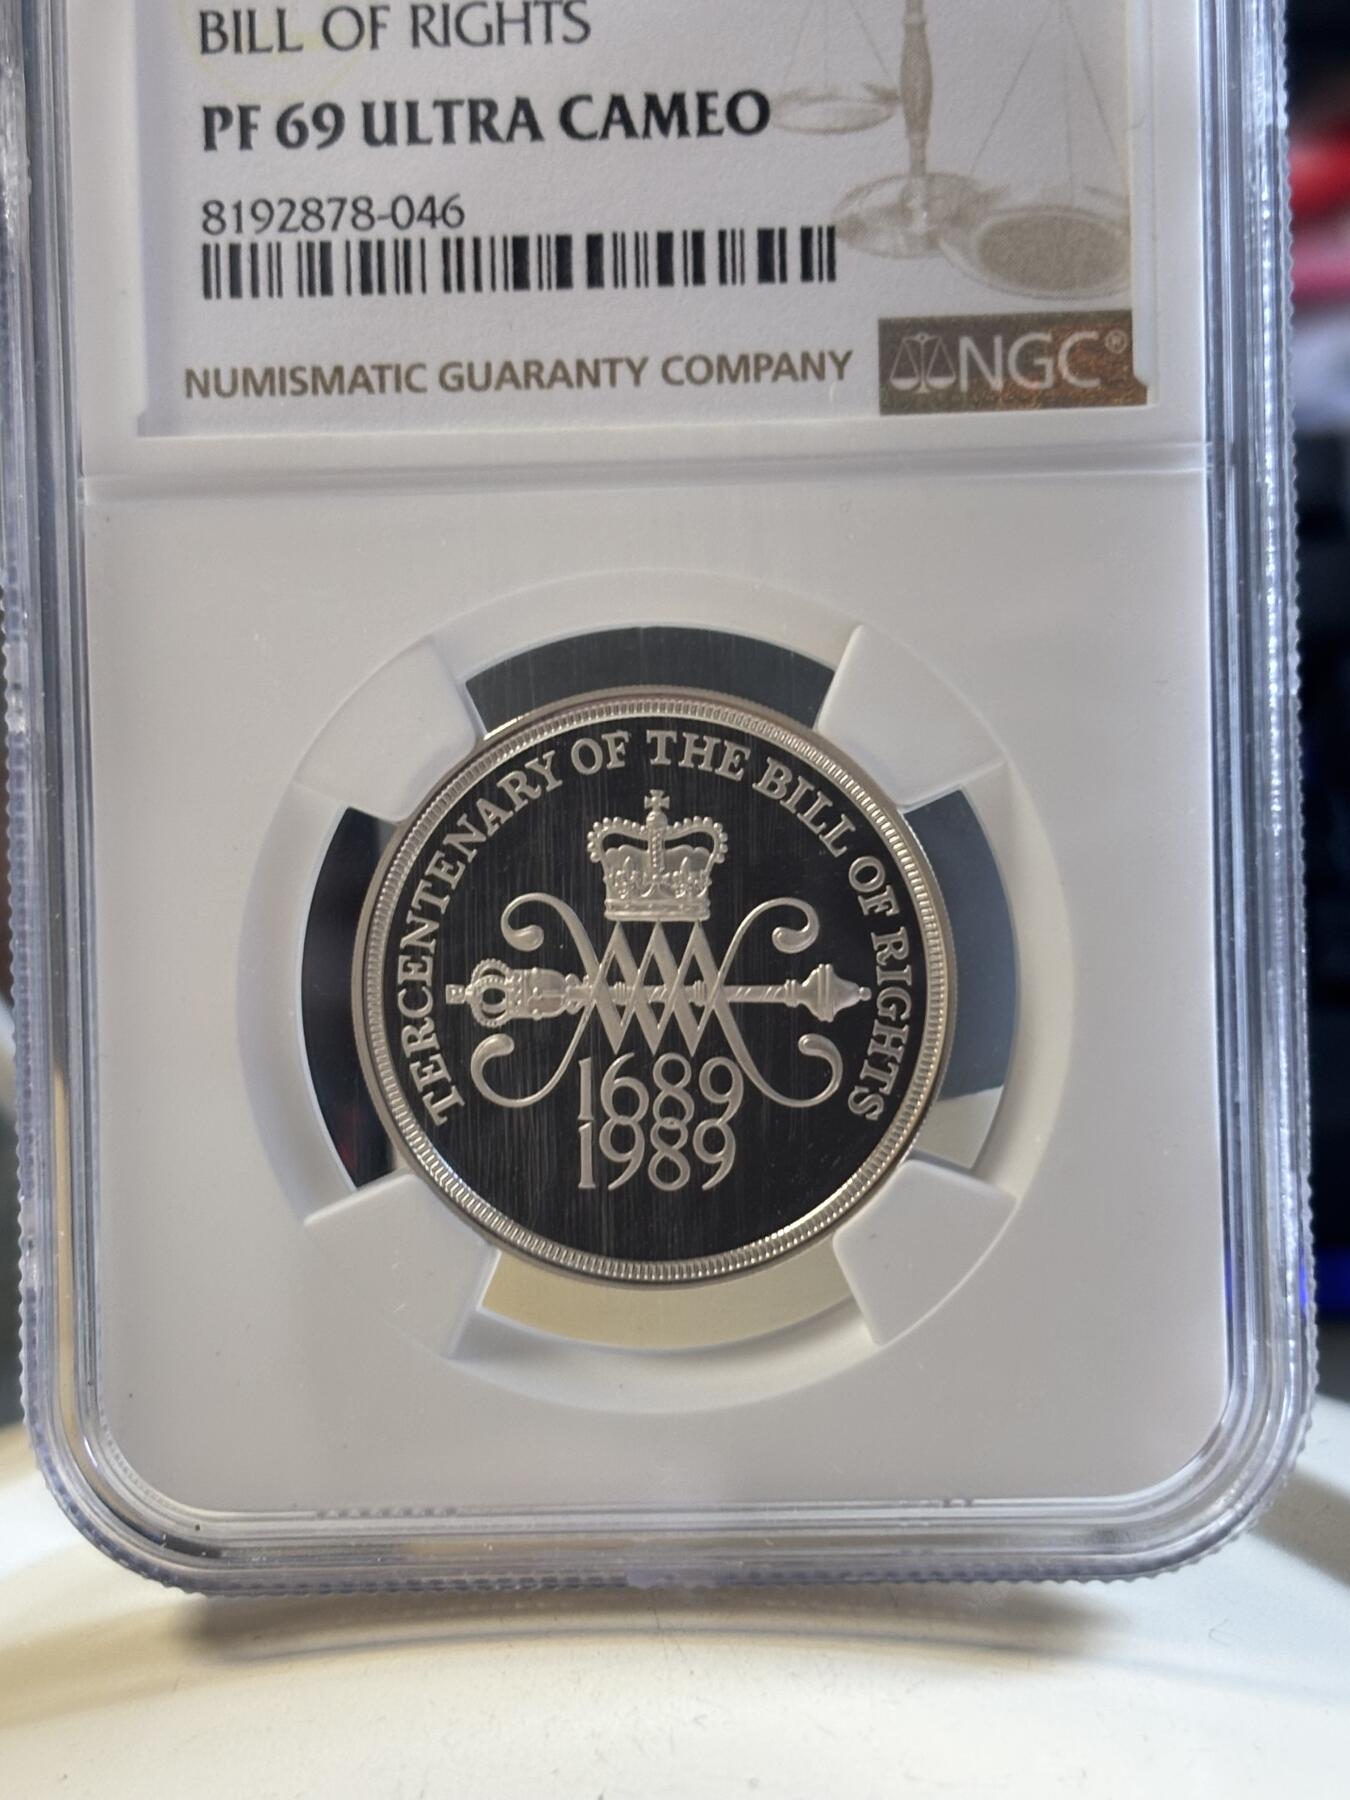 BILL OF RIGHTS
PF 69 ULTRA CAMEO
8192878-046
NUMISMATIC GUARANTY COMPANY
NGC®
TERCENTENARY OF THE BILL OF RIGHTS
1689
1989